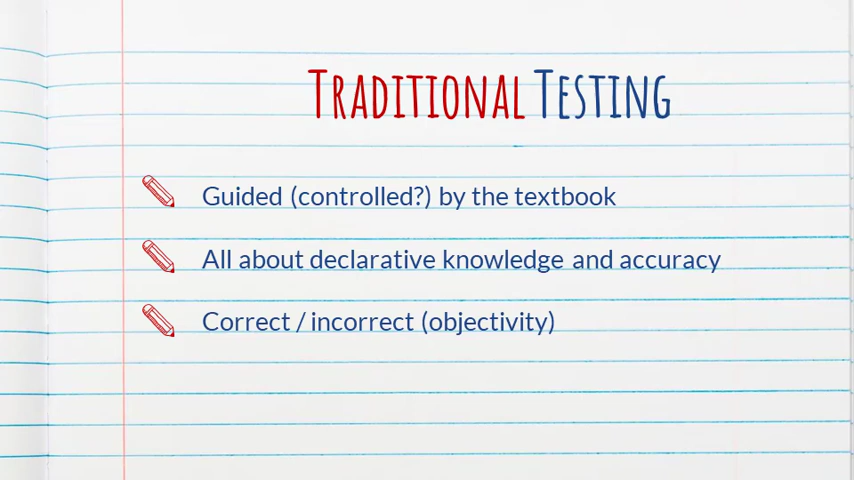 Traditional Testing
Guided (controlled?) by the textbook
All about declarative knowledge and accuracy
Correct / incorrect (objectivity)